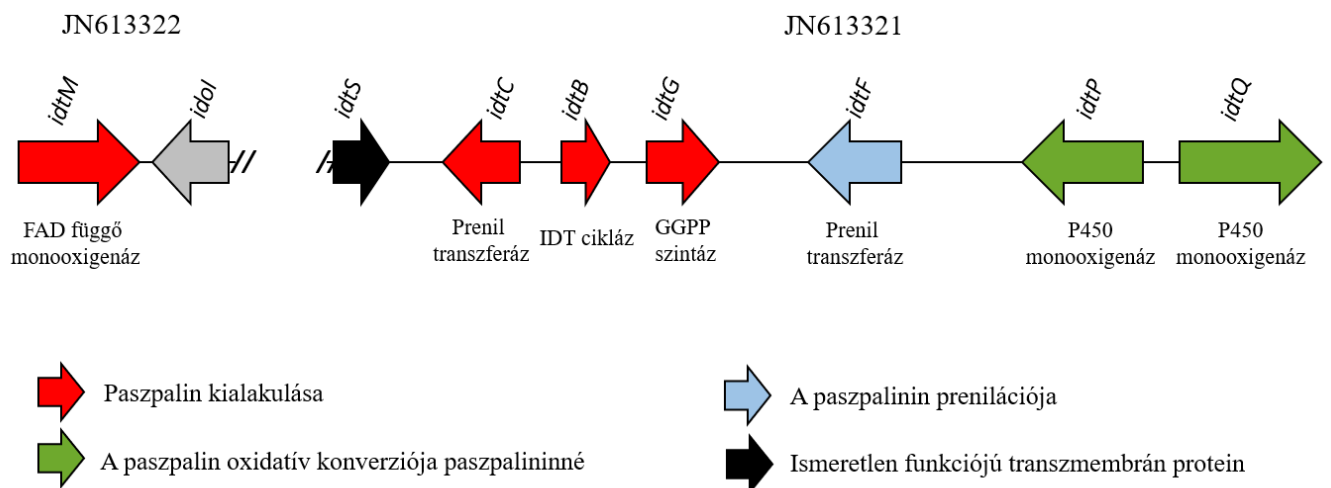 JN613322
JN613321
idtM
idoI
idtS
idtC
idtB
idtG
idtF
idtP
idtQ
//
//
FAD függő
monooxigenáz
Prenil
transzferáz
IDT cikláz
GGPP
szintáz
Prenil
transzferáz
P450
monooxigenáz
P450
monooxigenáz
Paszpalin kialakulása
A paszpalinin prenilációja
A paszpalin oxidatív konverziója paszpalininné
Ismeretlen funkciójú transzmembrán protein